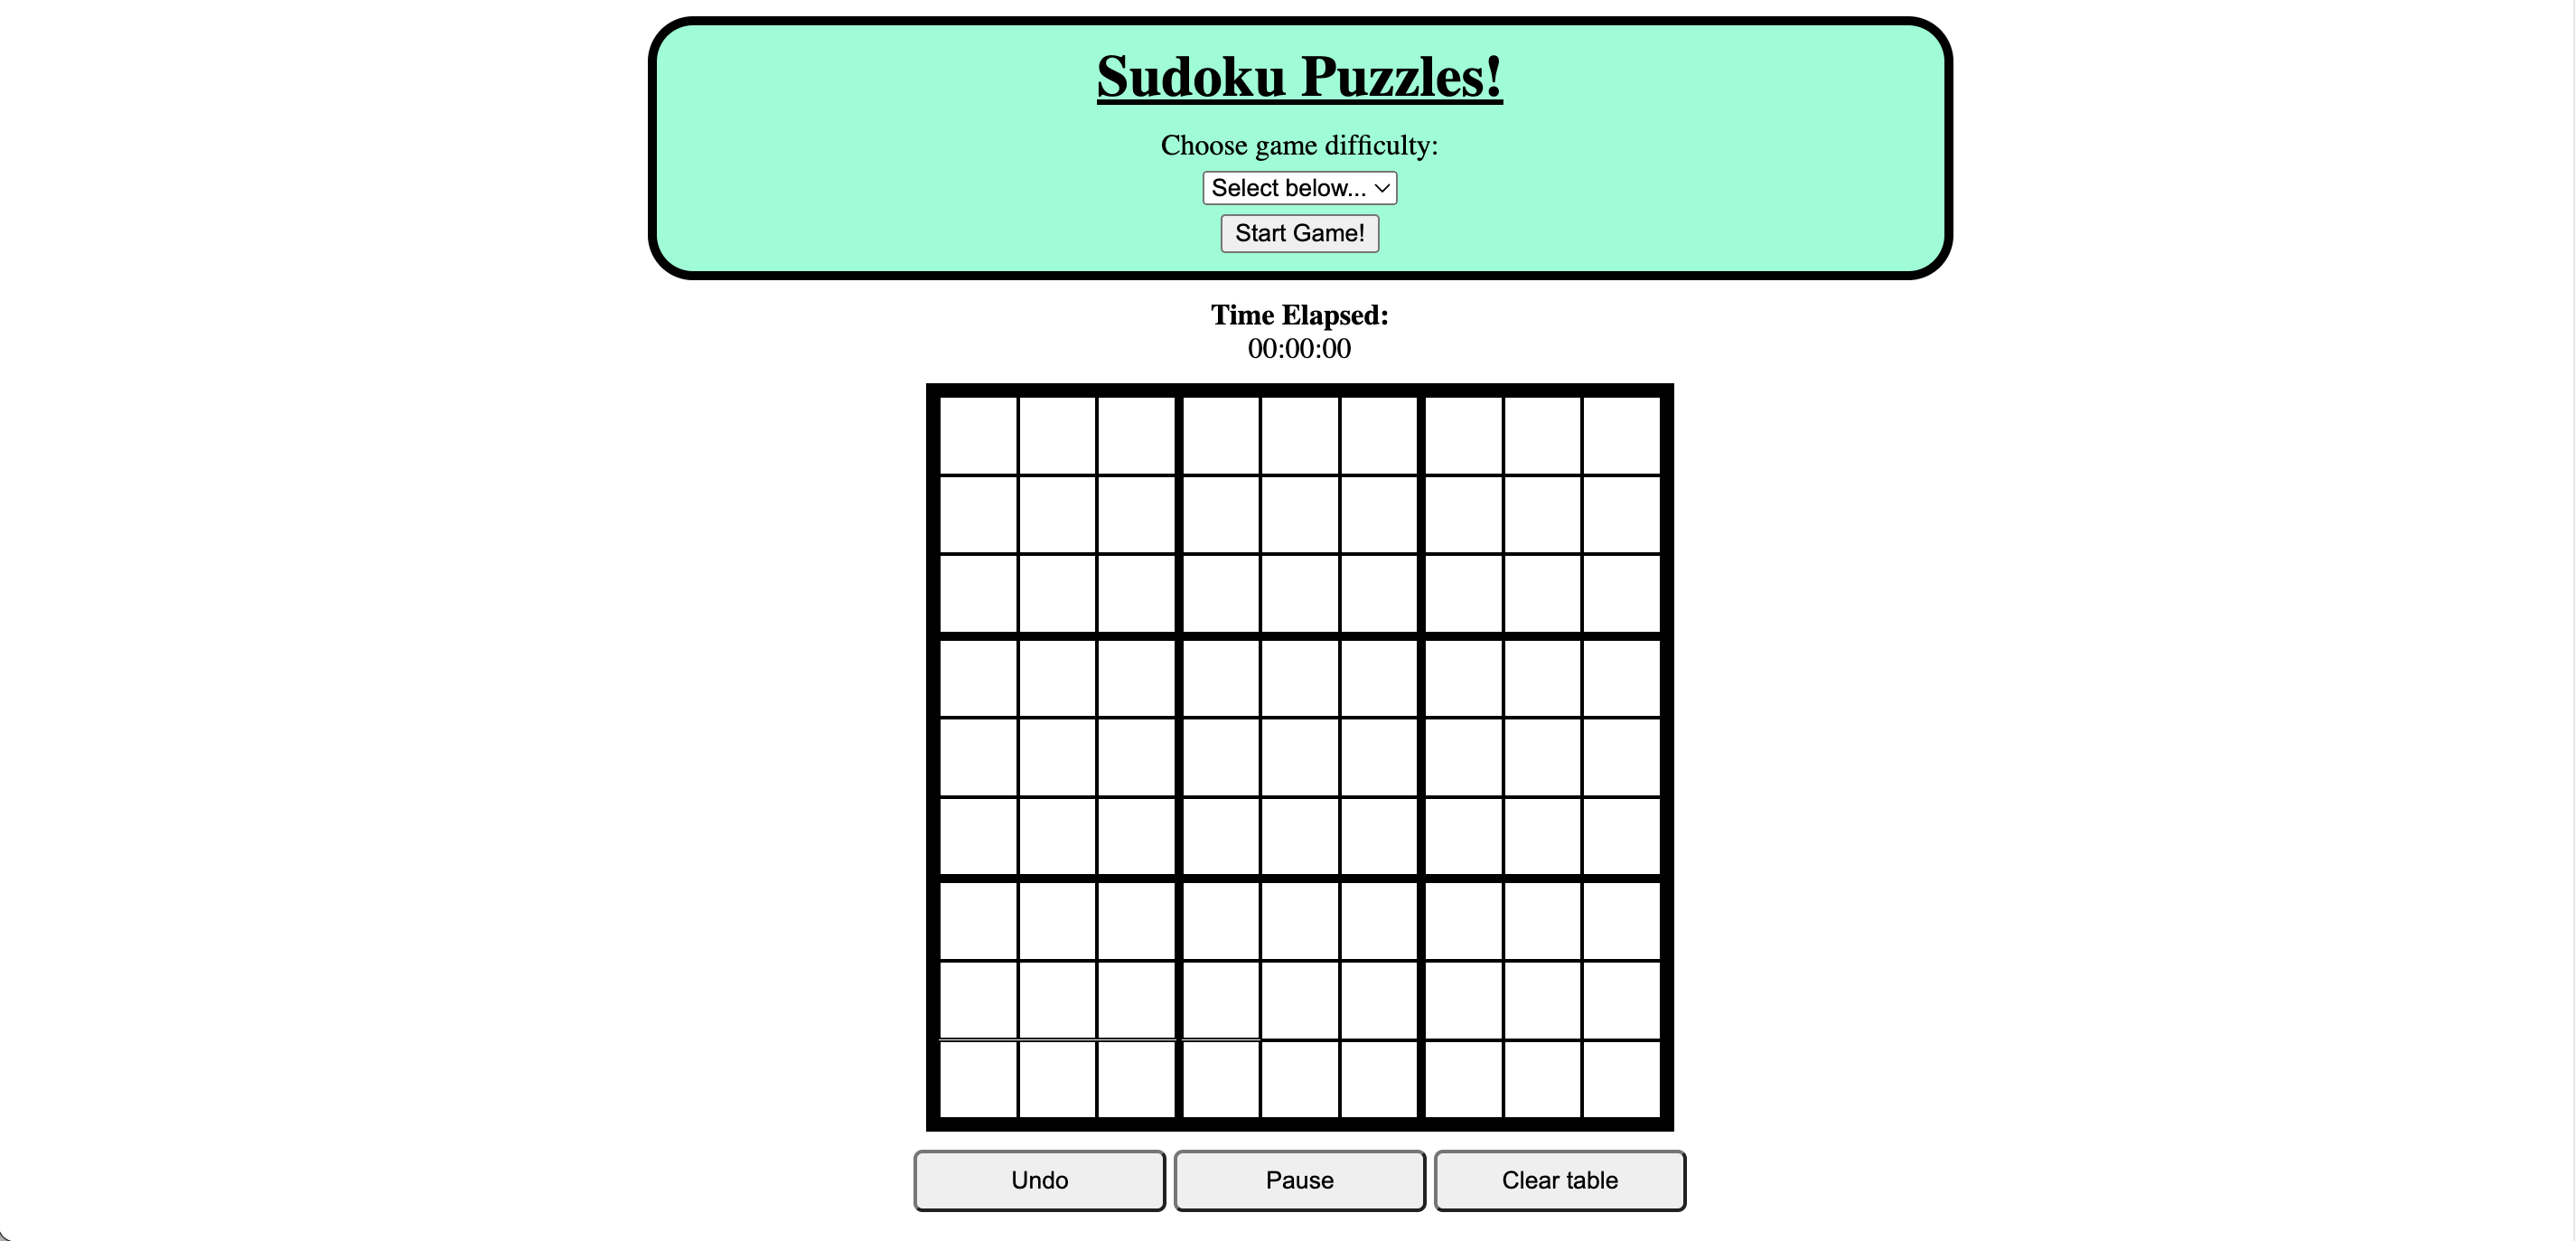 Sudoku Puzzles!
Choose game difficulty:
Select below...
Start Game!
Time Elapsed:
00:00:00
Undo Pause Clear table